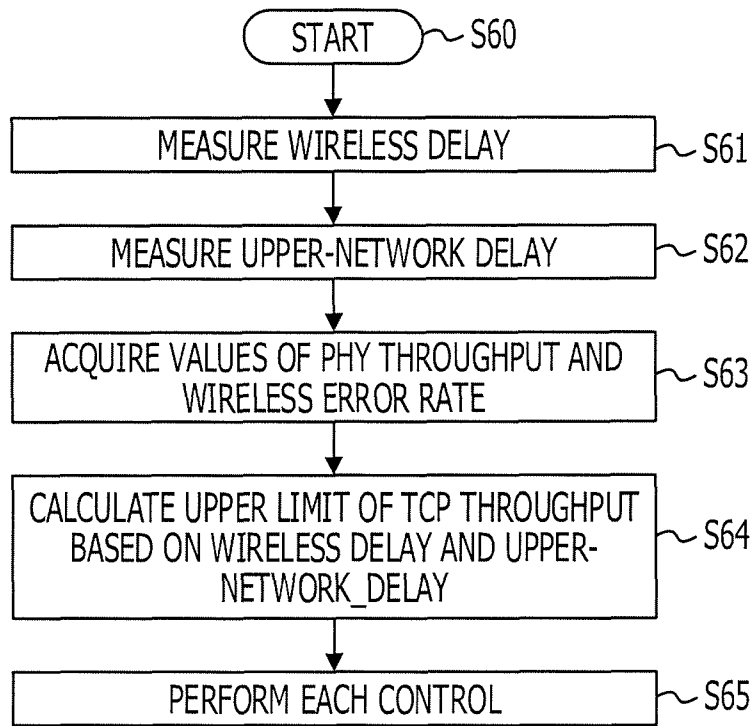 START S60
MEASURE WIRELESS DELAY S61
MEASURE UPPER-NETWORK DELAY S62
ACQUIRE VALUES OF PHY THROUGHPUT AND
WIRELESS ERROR RATE
S63
CALCULATE UPPER LIMIT OF TCP THROUGHPUT
BASED ON WIRELESS DELAY AND UPPER-
NETWORK_DELAY
S64
PERFORM EACH CONTROL S65